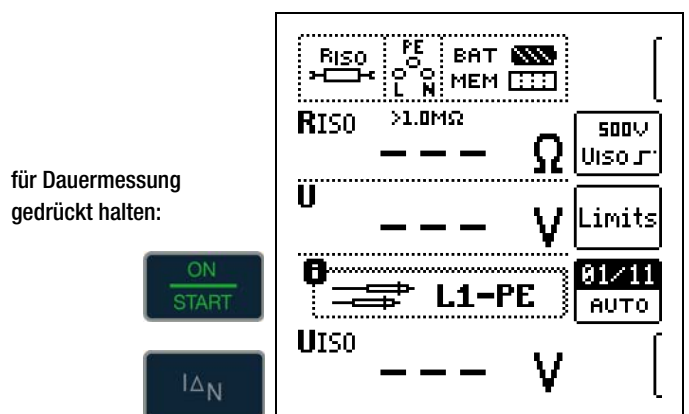 für Dauermessung
gedrückt halten:
ON
START
I∆N
RISO
PE
L N
BAT
MEM
RISO >1.0MΩ
--- Ω
500V
UISO
U
--- V
Limits
L1-PE
01/11
AUTO
UISO
--- V